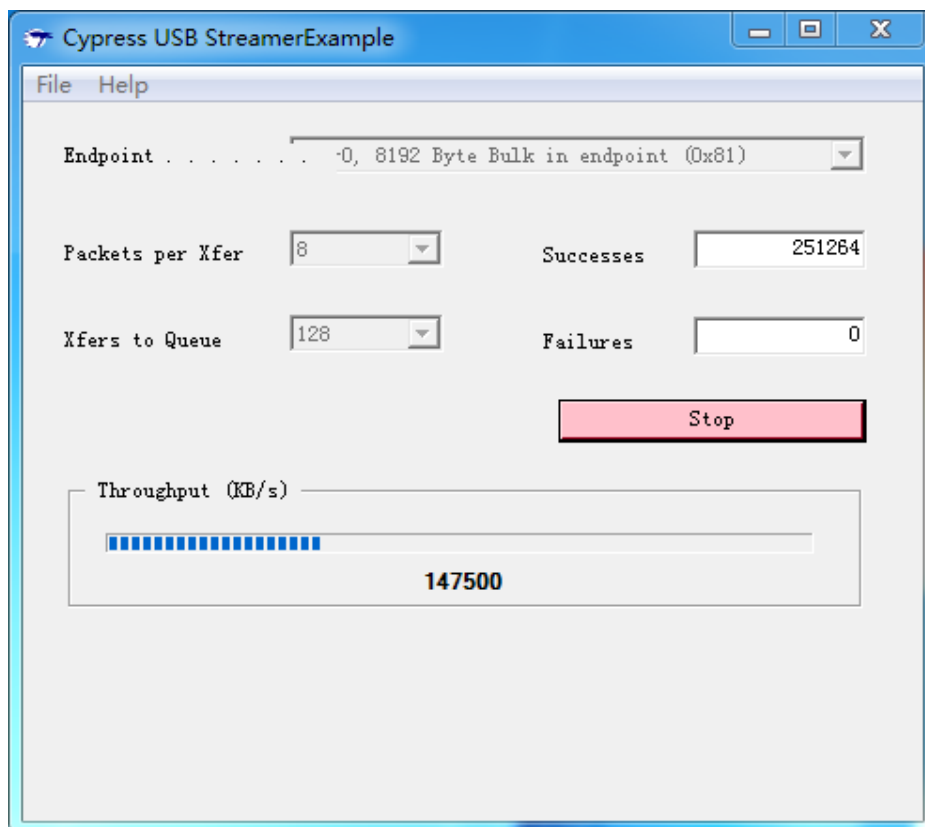 Cypress USB StreamerExample
File Help
Endpoint . . . . . . . -0, 8192 Byte Bulk in endpoint (0x81)
Packets per Xfer 8 Successes 251264
Xfers to Queue 128 Failures 0
Stop
Throughput (KB/s)
147500